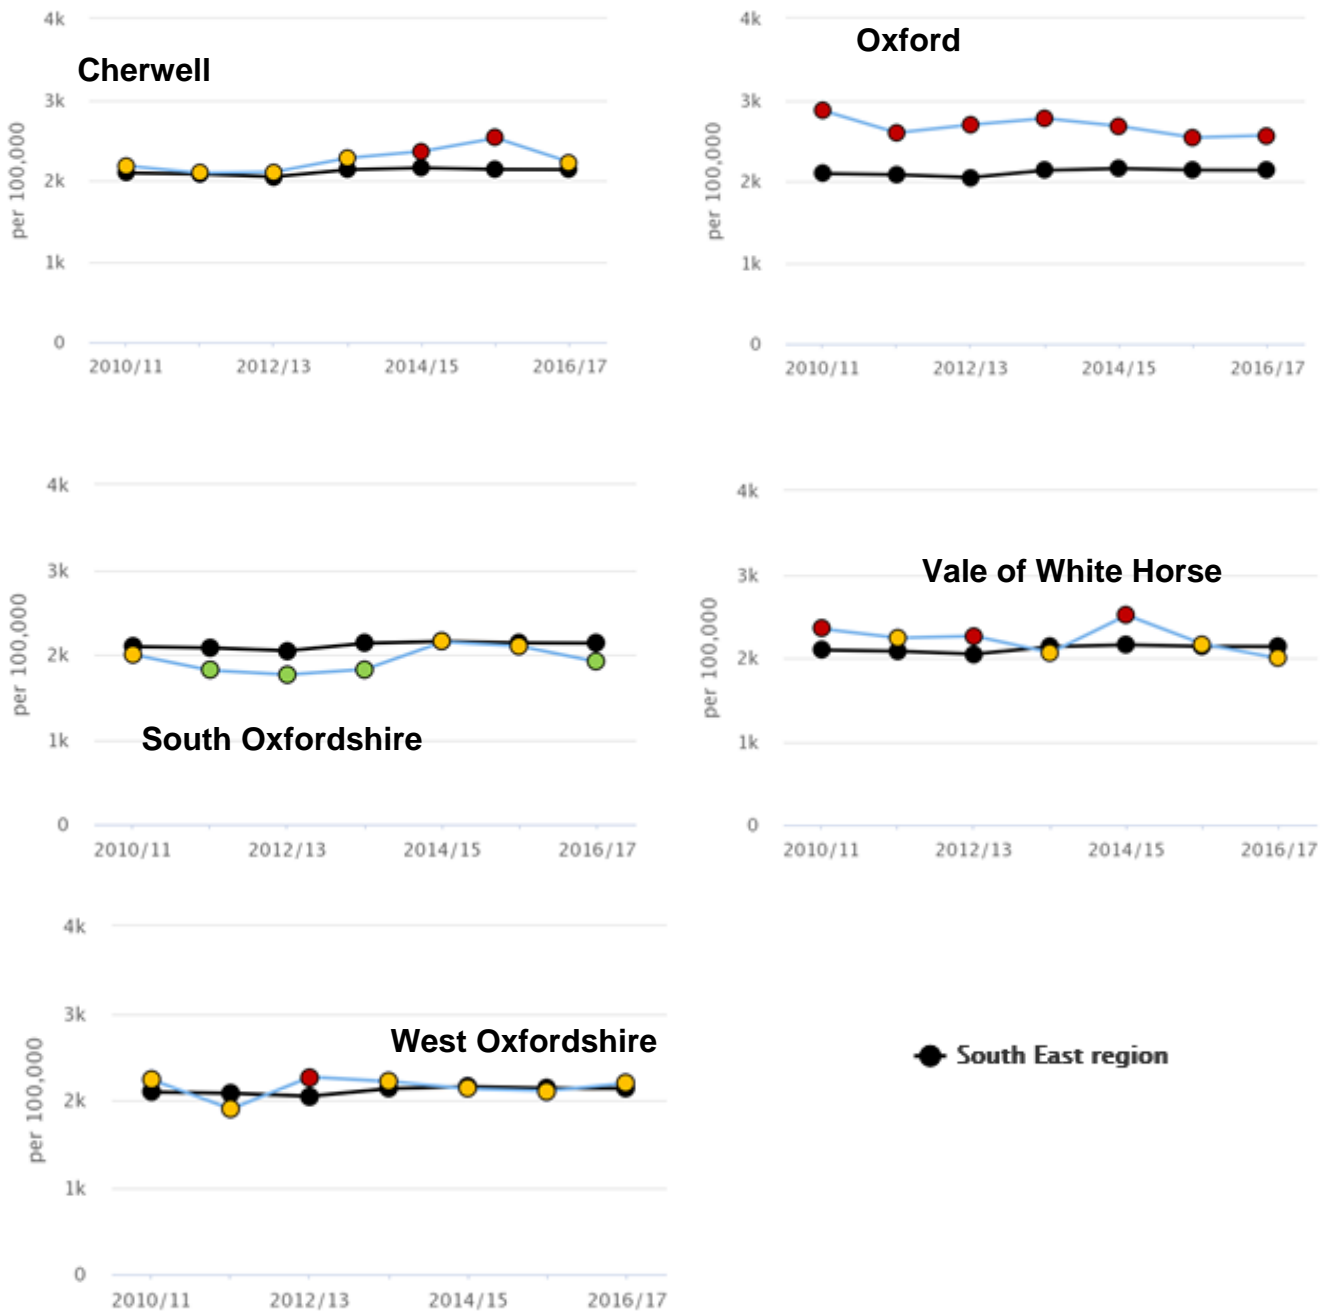 Cherwell
4k
3k
2k
1k
0
per 100,000
2010/11 2012/13 2014/15 2016/17
Oxford
4k
3k
2k
1k
0
per 100,000
2010/11 2012/13 2014/15 2016/17
South Oxfordshire
4k
3k
2k
1k
0
per 100,000
2010/11 2012/13 2014/15 2016/17
Vale of White Horse
4k
3k
2k
1k
0
per 100,000
2010/11 2012/13 2014/15 2016/17
West Oxfordshire
4k
3k
2k
1k
0
per 100,000
2010/11 2012/13 2014/15 2016/17
South East region